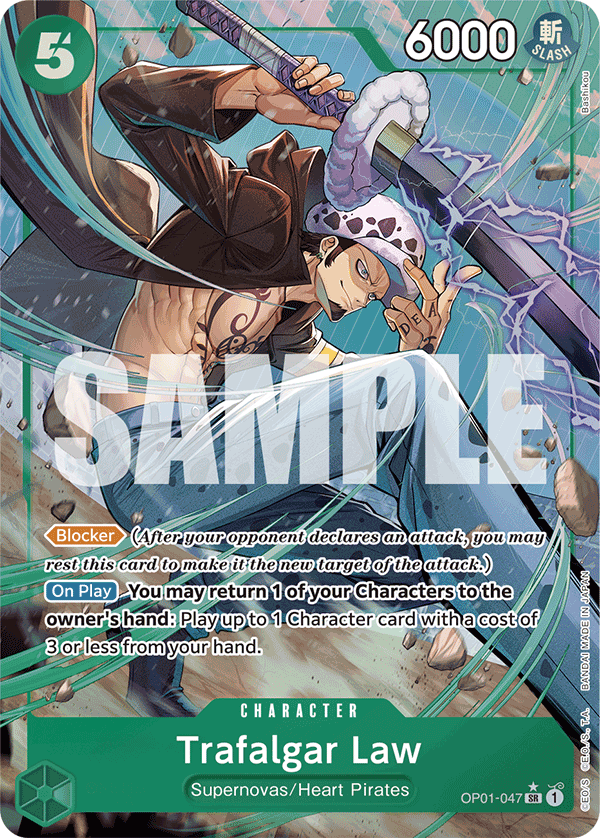 5
6000
斬
SLASH
Bashikou
DEA
SAMPLE
Blocker (After your opponent declares an attack, you may
rest this card to make it the new target of the attack.)
On Play You may return 1 of your Characters to the
owner's hand: Play up to 1 Character card with a cost of
3 or less from your hand.
CHARACTER
Trafalgar Law
Supernovas/Heart Pirates
OP01-047 SR 1
©E.O./S. ©E.O./S., T.A. BANDAI MADE IN JAPAN